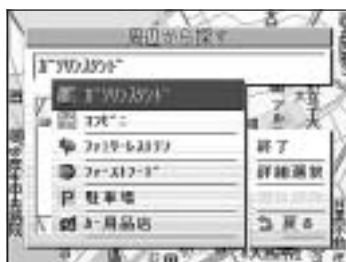 周辺から探す
ｶﾞｿﾘﾝｽﾀﾝﾄﾞ
ｶﾞｿﾘﾝｽﾀﾝﾄﾞ
ｺﾝﾋﾞﾆ
ﾌｧﾐﾘｰﾚｽﾄﾗﾝ
ﾌｧｰｽﾄﾌｰﾄﾞ
P 駐車場
ｶｰ用品店
終了
詳細選択
戻る